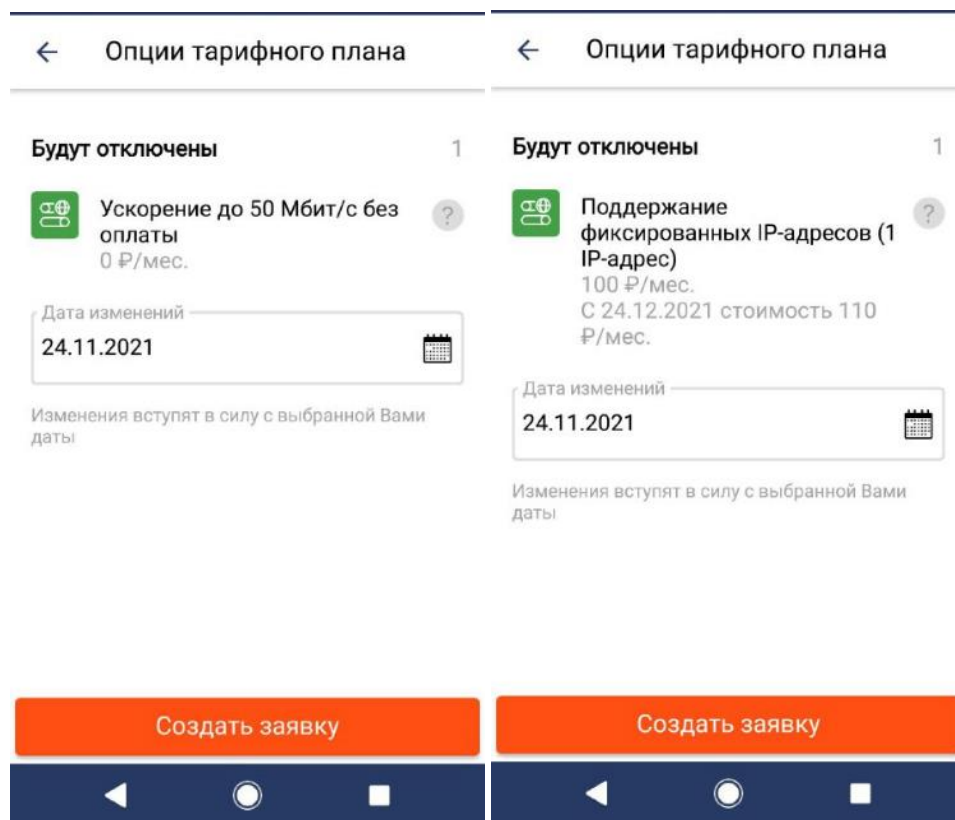 Опции тарифного плана
Будут отключены 1
Ускорение до 50 Мбит/с без
оплаты
0 ₽/мес.
?
Дата изменений
24.11.2021
Изменения вступят в силу с выбранной Вами
даты
Создать заявку
Опции тарифного плана
Будут отключены 1
Поддержание
фиксированных IP-адресов (1
IP-адрес)
100 ₽/мес.
С 24.12.2021 стоимость 110
₽/мес.
?
Дата изменений
24.11.2021
Изменения вступят в силу с выбранной Вами
даты
Создать заявку